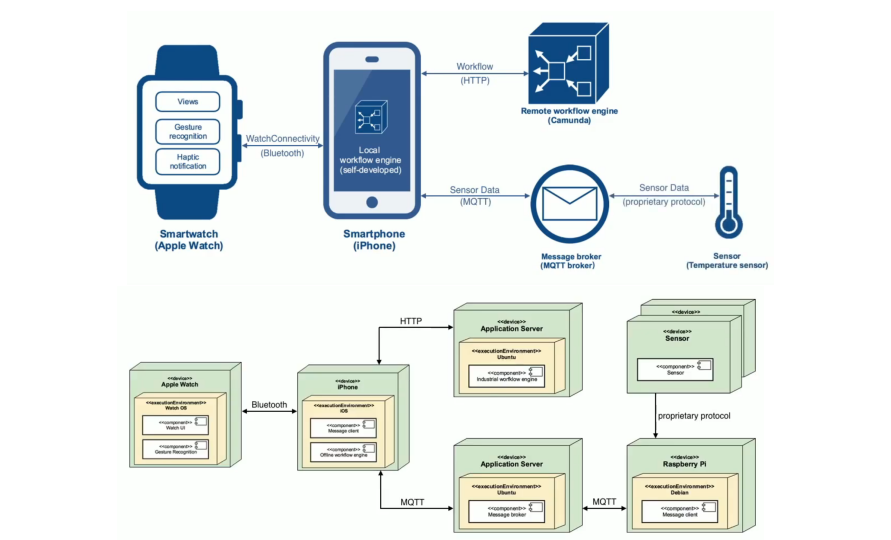 Views
Gesture
recognition
Haptic
notification
WatchConnectivity
(Bluetooth)
Smartwatch
(Apple Watch)
Local
workflow engine
(self-developed)
Smartphone
(iPhone)
Workflow
(HTTP)
Remote workflow engine
(Camunda)
Sensor Data
(MQTT)
Message broker
(MQTT broker)
Sensor Data
(proprietary protocol)
Sensor
(Temperature sensor)
<<device>>
Apple Watch
<<executionEnvironment>>
Watch OS
<<component>>
Watch UI
<<component>>
Gesture Recognition
Bluetooth
<<device>>
iPhone
<<executionEnvironment>>
iOS
<<component>>
Message client
<<component>>
Offline workflow engine
HTTP
<<device>>
Application Server
<<executionEnvironment>>
Ubuntu
<<component>>
Industrial workflow engine
MQTT
<<device>>
Application Server
<<executionEnvironment>>
Ubuntu
<<component>>
Message broker
MQTT
<<device>>
<<device>>
Sensor
<<component>>
Sensor
proprietary protocol
<<device>>
Raspberry Pi
<<executionEnvironment>>
Debian
<<component>>
Message client